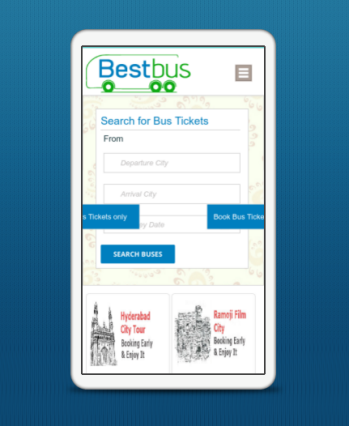 Bestbus
Search for Bus Tickets
From
Departure City
Arrival City
s Tickets only
Book Bus Ticke
y Date
SEARCH BUSES
Hyderabad
City Tour
Booking Early
& Enjoy It
Ramoji Film
City
Booking Early
& Enjoy It